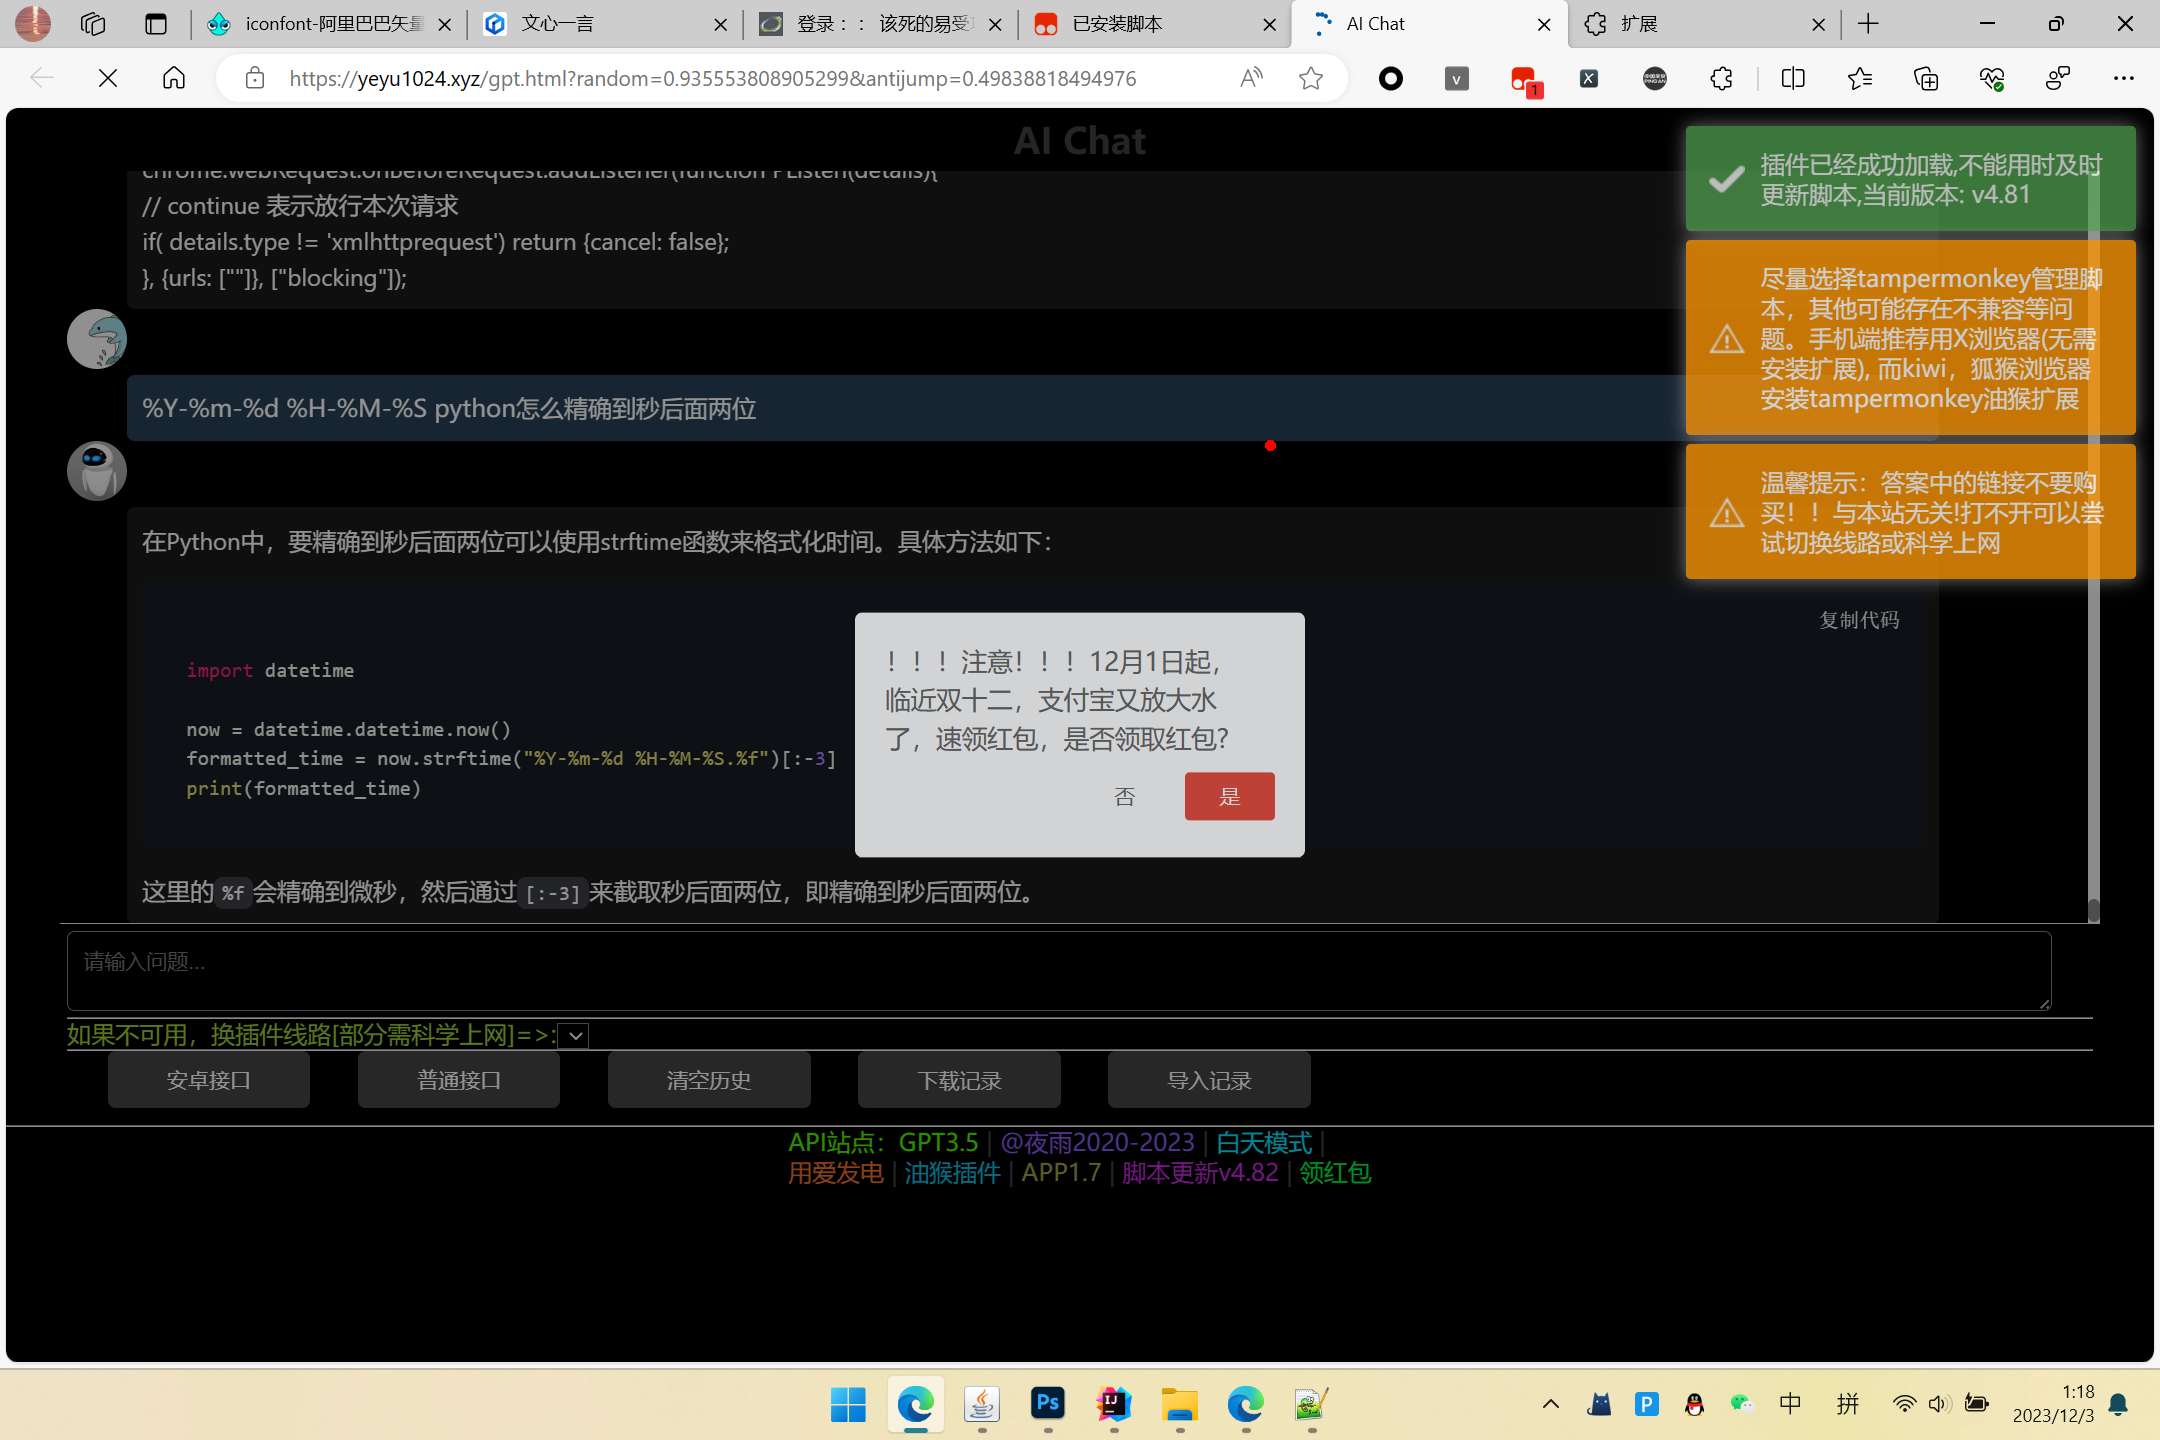 iconfont-阿里巴巴矢量
文心一言
登录：： 该死的易受
已安装脚本
AI Chat
扩展
https://yeyu1024.xyz/gpt.html?random=0.935553808905299&antijump=0.49838818494976
AI Chat
chrome.webRequest.onBeforeRequest.addListener(function PListen(details){
// continue 表示放行本次请求
if( details.type != 'xmlhttprequest') return {cancel: false};
}, {urls: [""]}, ["blocking"]);
%Y-%m-%d %H-%M-%S python怎么精确到秒后面两位
在Python中，要精确到秒后面两位可以使用strftime函数来格式化时间。具体方法如下：
复制代码
import datetime
now = datetime.datetime.now()
formatted_time = now.strftime("%Y-%m-%d %H-%M-%S.%f")[:-3]
print(formatted_time)
这里的%f会精确到微秒，然后通过[:-3]来截取秒后面两位，即精确到秒后面两位。
插件已经成功加载,不能用时及时
更新脚本,当前版本: v4.81
尽量选择tampermonkey管理脚
本，其他可能存在不兼容等问
题。手机端推荐用X浏览器(无需
安装扩展), 而kiwi，狐猴浏览器
安装tampermonkey油猴扩展
温馨提示：答案中的链接不要购
买！！与本站无关!打不开可以尝
试切换线路或科学上网
！！！注意！！！12月1日起，
临近双十二，支付宝又放大水
了，速领红包，是否领取红包?
否
是
请输入问题...
如果不可用，换插件线路[部分需科学上网]=>:
安卓接口
普通接口
清空历史
下载记录
导入记录
API站点：GPT3.5 | @夜雨2020-2023 | 白天模式 |
用爱发电 | 油猴插件 | APP1.7 | 脚本更新v4.82 | 领红包
中
拼
1:18
2023/12/3